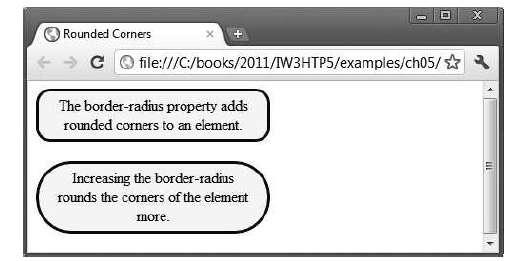 Rounded Corners
file:///C:/books/2011/IW3HTP5/examples/ch05/
The border-radius property adds
rounded corners to an element.
Increasing the border-radius
rounds the corners of the element
more.